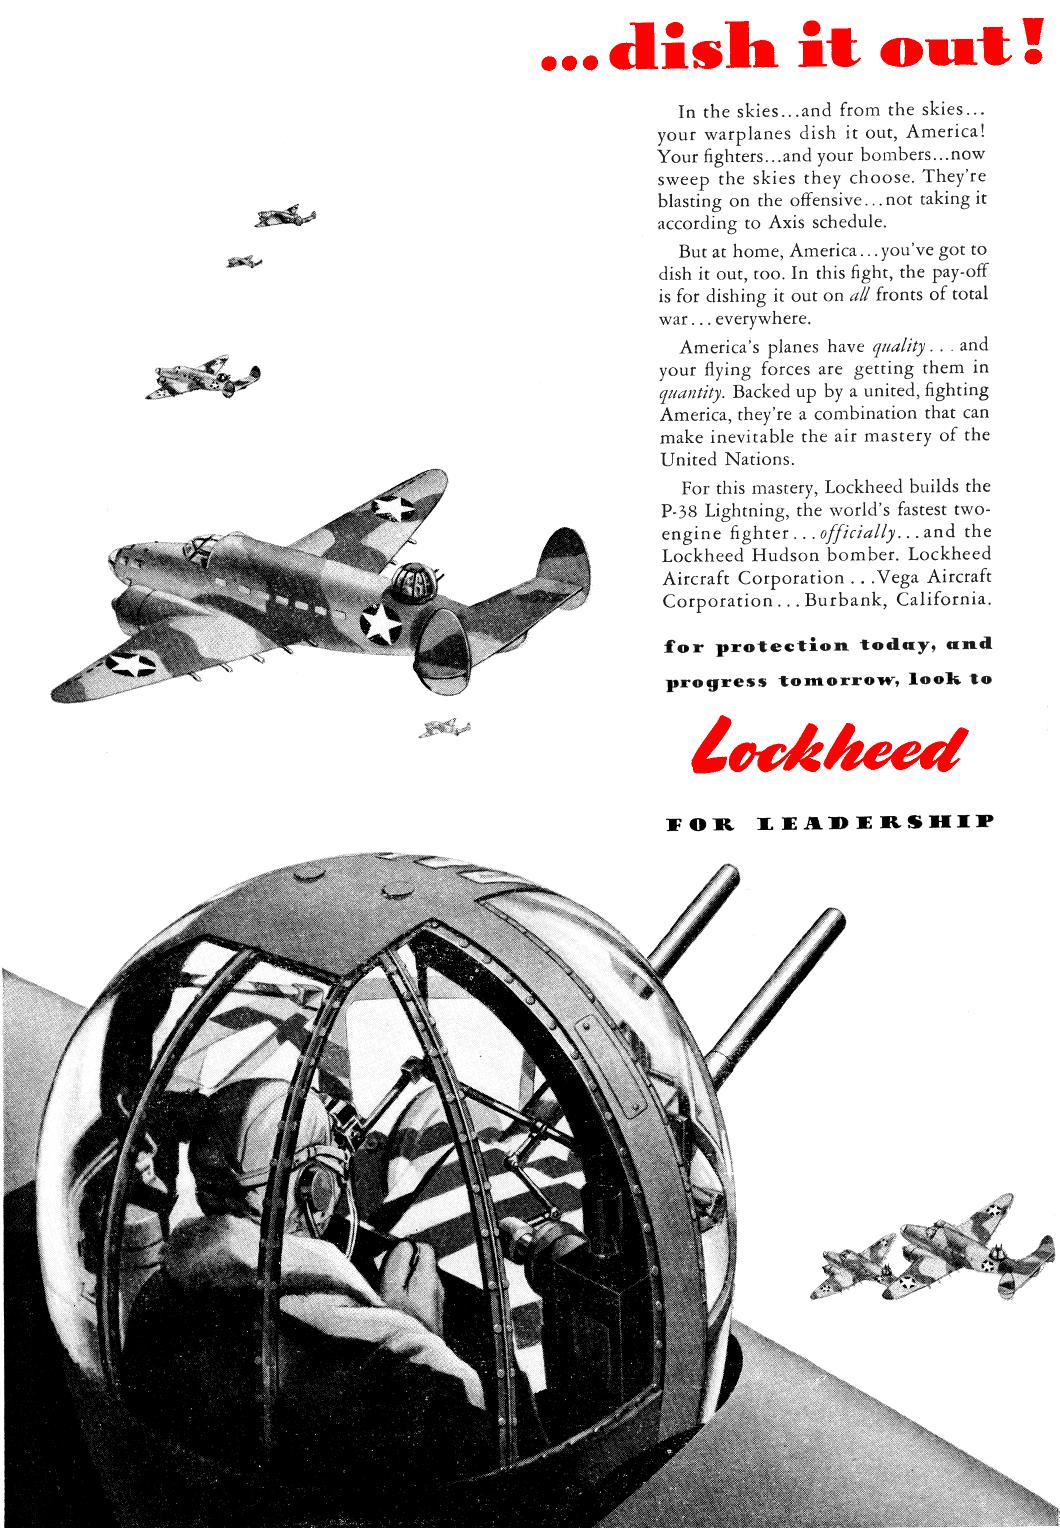 ...dish it out!
In the skies...and from the skies...
your warplanes dish it out, America!
Your fighters...and your bombers...now
sweep the skies they choose. They're
blasting on the offensive...not taking it
according to Axis schedule.
But at home, America...you've got to
dish it out, too. In this fight, the pay-off
is for dishing it out on all fronts of total
war...everywhere.
America's planes have quality...and
your flying forces are getting them in
quantity. Backed up by a united, fighting
America, they're a combination that can
make inevitable the air mastery of the
United Nations.
For this mastery, Lockheed builds the
P-38 Lightning, the world's fastest two-
engine fighter...officially...and the
Lockheed Hudson bomber. Lockheed
Aircraft Corporation...Vega Aircraft
Corporation...Burbank, California.
for protection today, and
progress tomorrow, look to
Lockheed
FOR LEADERSHIP